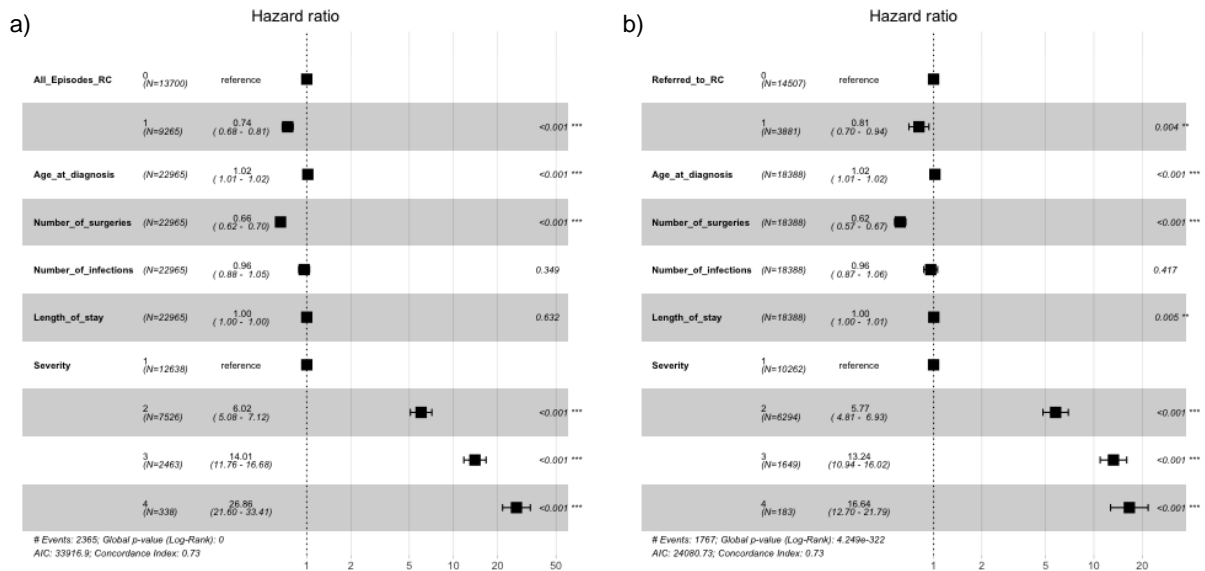 a)
Hazard ratio
All_Episodes_RC
0
(N=13700)
reference
1
(N=9265)
0.74
( 0.68 - 0.81)
<0.001 ***
Age_at_diagnosis
(N=22965)
1.02
( 1.01 - 1.02)
<0.001 ***
Number_of_surgeries
(N=22965)
0.66
( 0.62 - 0.70)
<0.001 ***
Number_of_infections
(N=22965)
0.96
( 0.88 - 1.05)
0.349
Length_of_stay
(N=22965)
1.00
( 1.00 - 1.00)
0.632
Severity
1
(N=12638)
reference
2
(N=7526)
6.02
( 5.08 - 7.12)
<0.001 ***
3
(N=2463)
14.01
(11.76 - 16.68)
<0.001 ***
4
(N=338)
26.86
(21.60 - 33.41)
<0.001 ***
# Events: 2365; Global p-value (Log-Rank): 0
AIC: 33916.9; Concordance Index: 0.73
1 2 5 10 20 50
b)
Hazard ratio
Referred_to_RC
0
(N=14507)
reference
1
(N=3881)
0.81
( 0.70 - 0.94)
0.004 **
Age_at_diagnosis
(N=18388)
1.02
( 1.01 - 1.02)
<0.001 ***
Number_of_surgeries
(N=18388)
0.62
( 0.57 - 0.67)
<0.001 ***
Number_of_infections
(N=18388)
0.96
( 0.87 - 1.06)
0.417
Length_of_stay
(N=18388)
1.00
( 1.00 - 1.01)
0.005 **
Severity
1
(N=10262)
reference
2
(N=6294)
5.77
( 4.81 - 6.93)
<0.001 ***
3
(N=1649)
13.24
(10.94 - 16.02)
<0.001 ***
4
(N=183)
16.64
(12.70 - 21.79)
<0.001 ***
# Events: 1767; Global p-value (Log-Rank): 4.249e-322
AIC: 24080.73; Concordance Index: 0.73
1 2 5 10 20